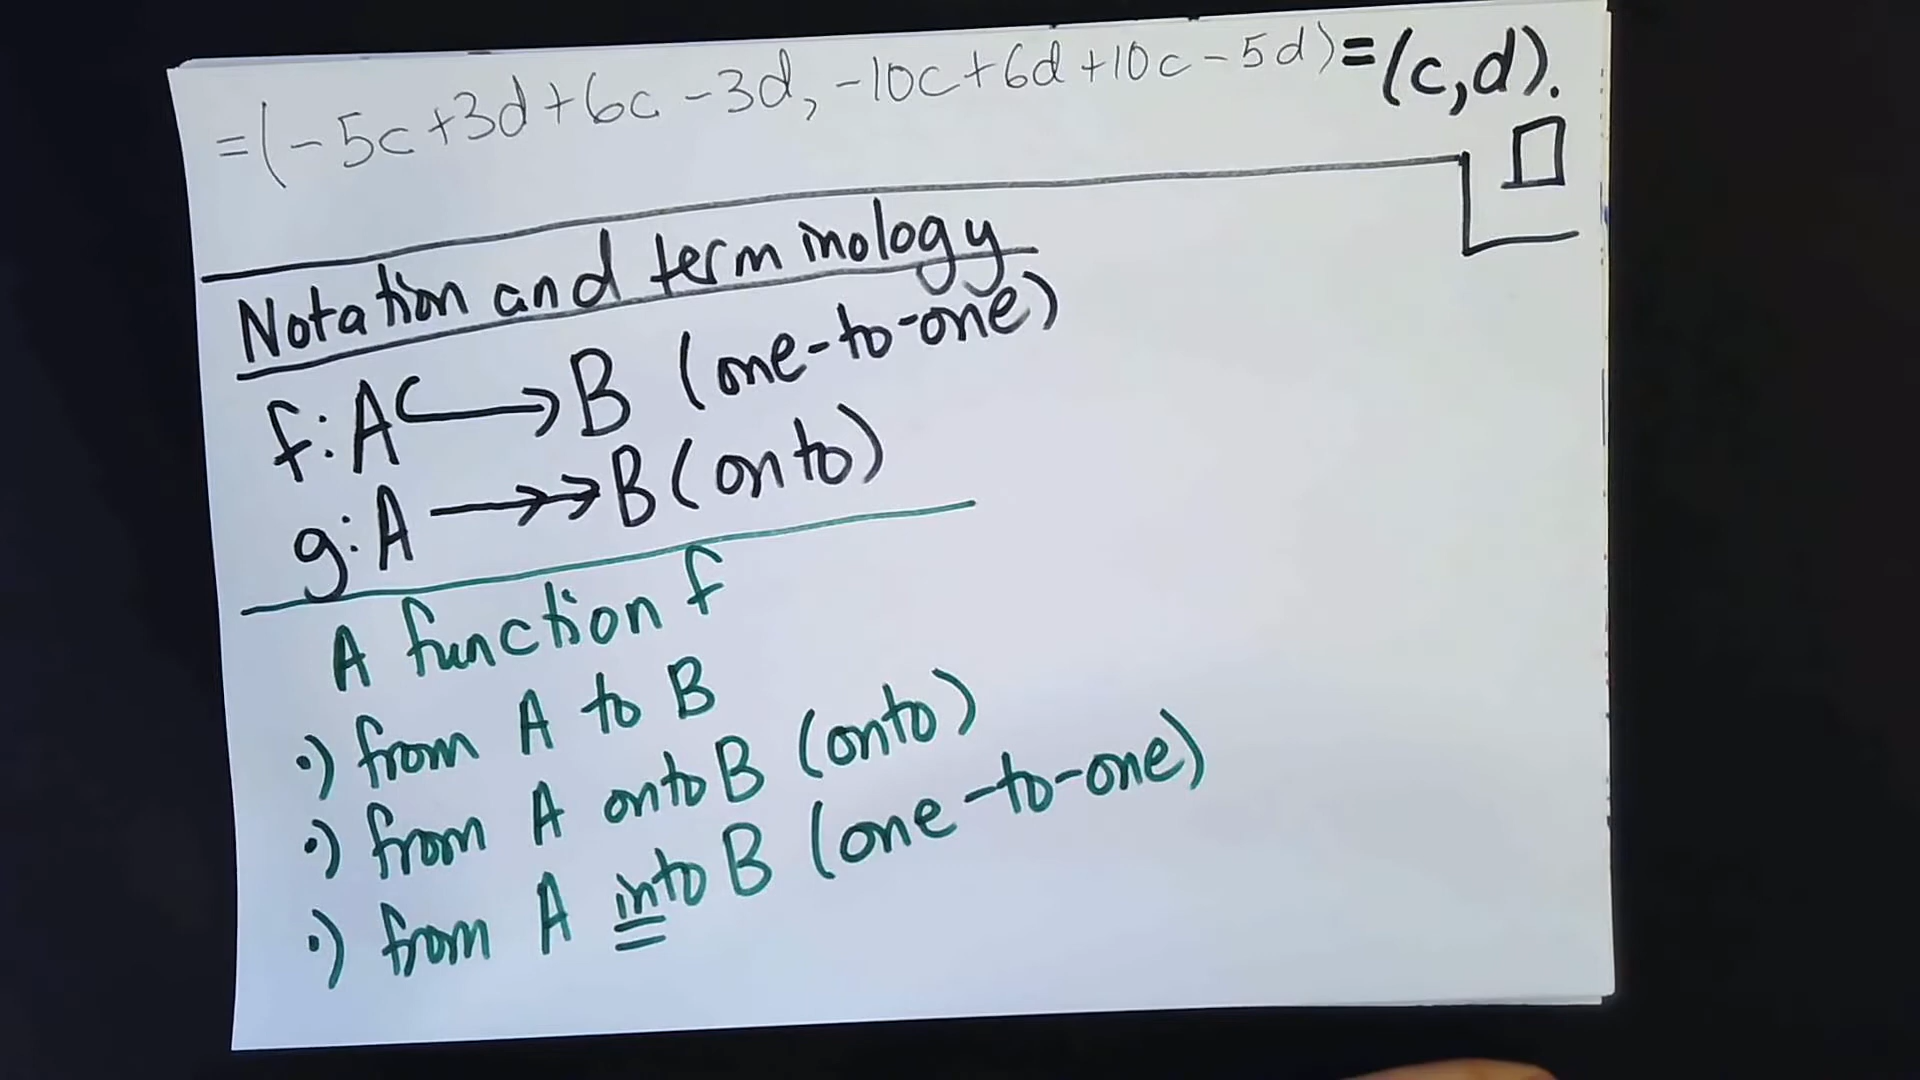 =(-5c+3d+6c-3d, -10c+6d+10c-5d)=(c,d).
Notation and terminology
f: A ↪ B (one-to-one)
g: A ↠ B (onto)
A function f
·) from A to B
·) from A onto B (onto)
·) from A into B (one-to-one)